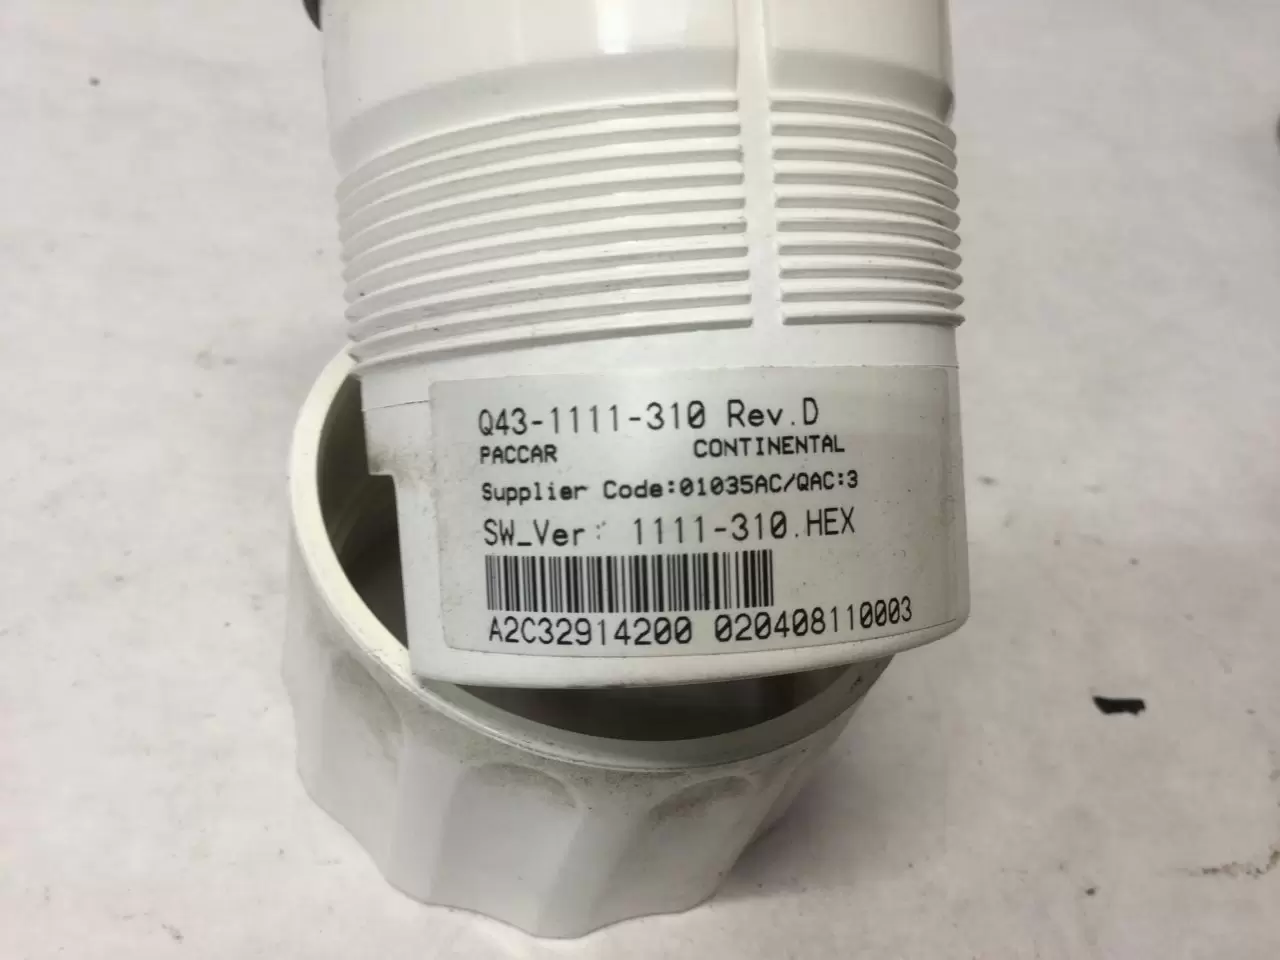 Q43-1111-310 Rev.D
PACCAR CONTINENTAL
Supplier Code:01035AC/QAC:3
SW_Ver: 1111-310.HEX
A2C32914200 020408110003